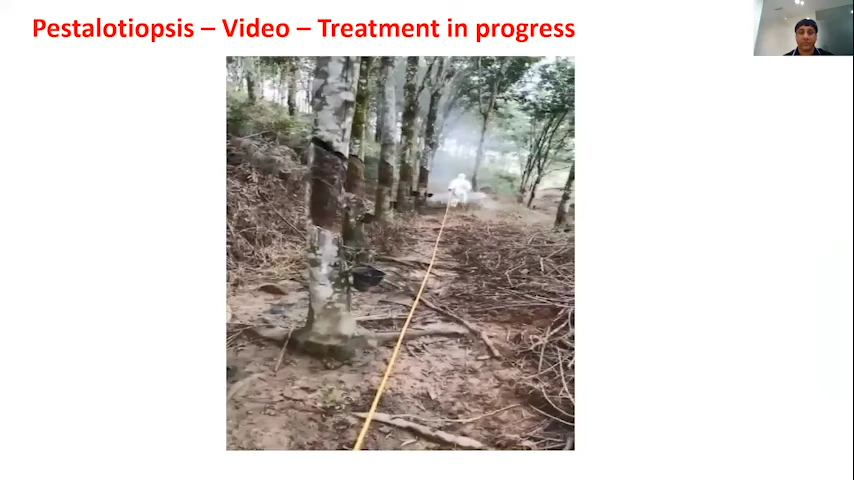 Pestalotiopsis – Video – Treatment in progress